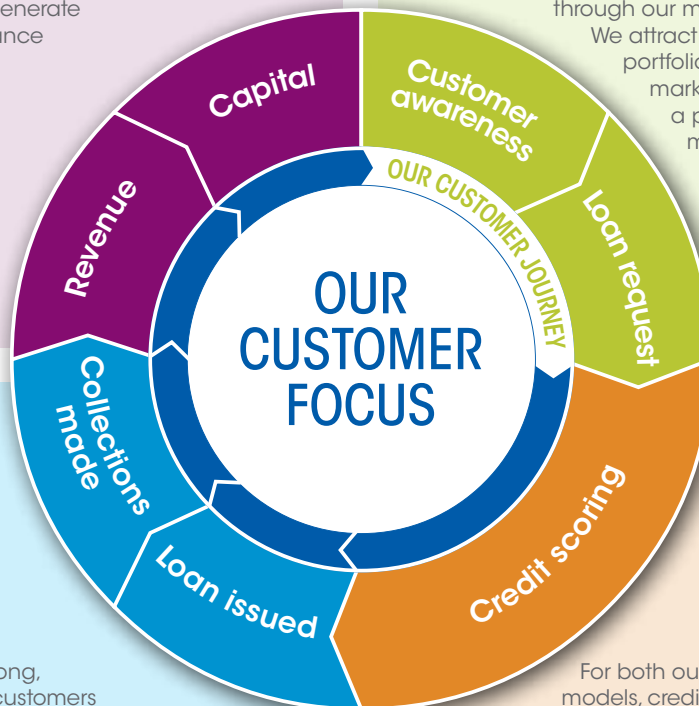 enerate
through our m
ance
We attract
portfolio
mark
a p
m
Capital
Customer
awareness
OUR CUSTOMER JOURNEY
Revenue
Loan request
OUR
CUSTOMER
FOCUS
Collections
made
Credit scoring
Loan issued
ong,
customers
For both ou
models, credi